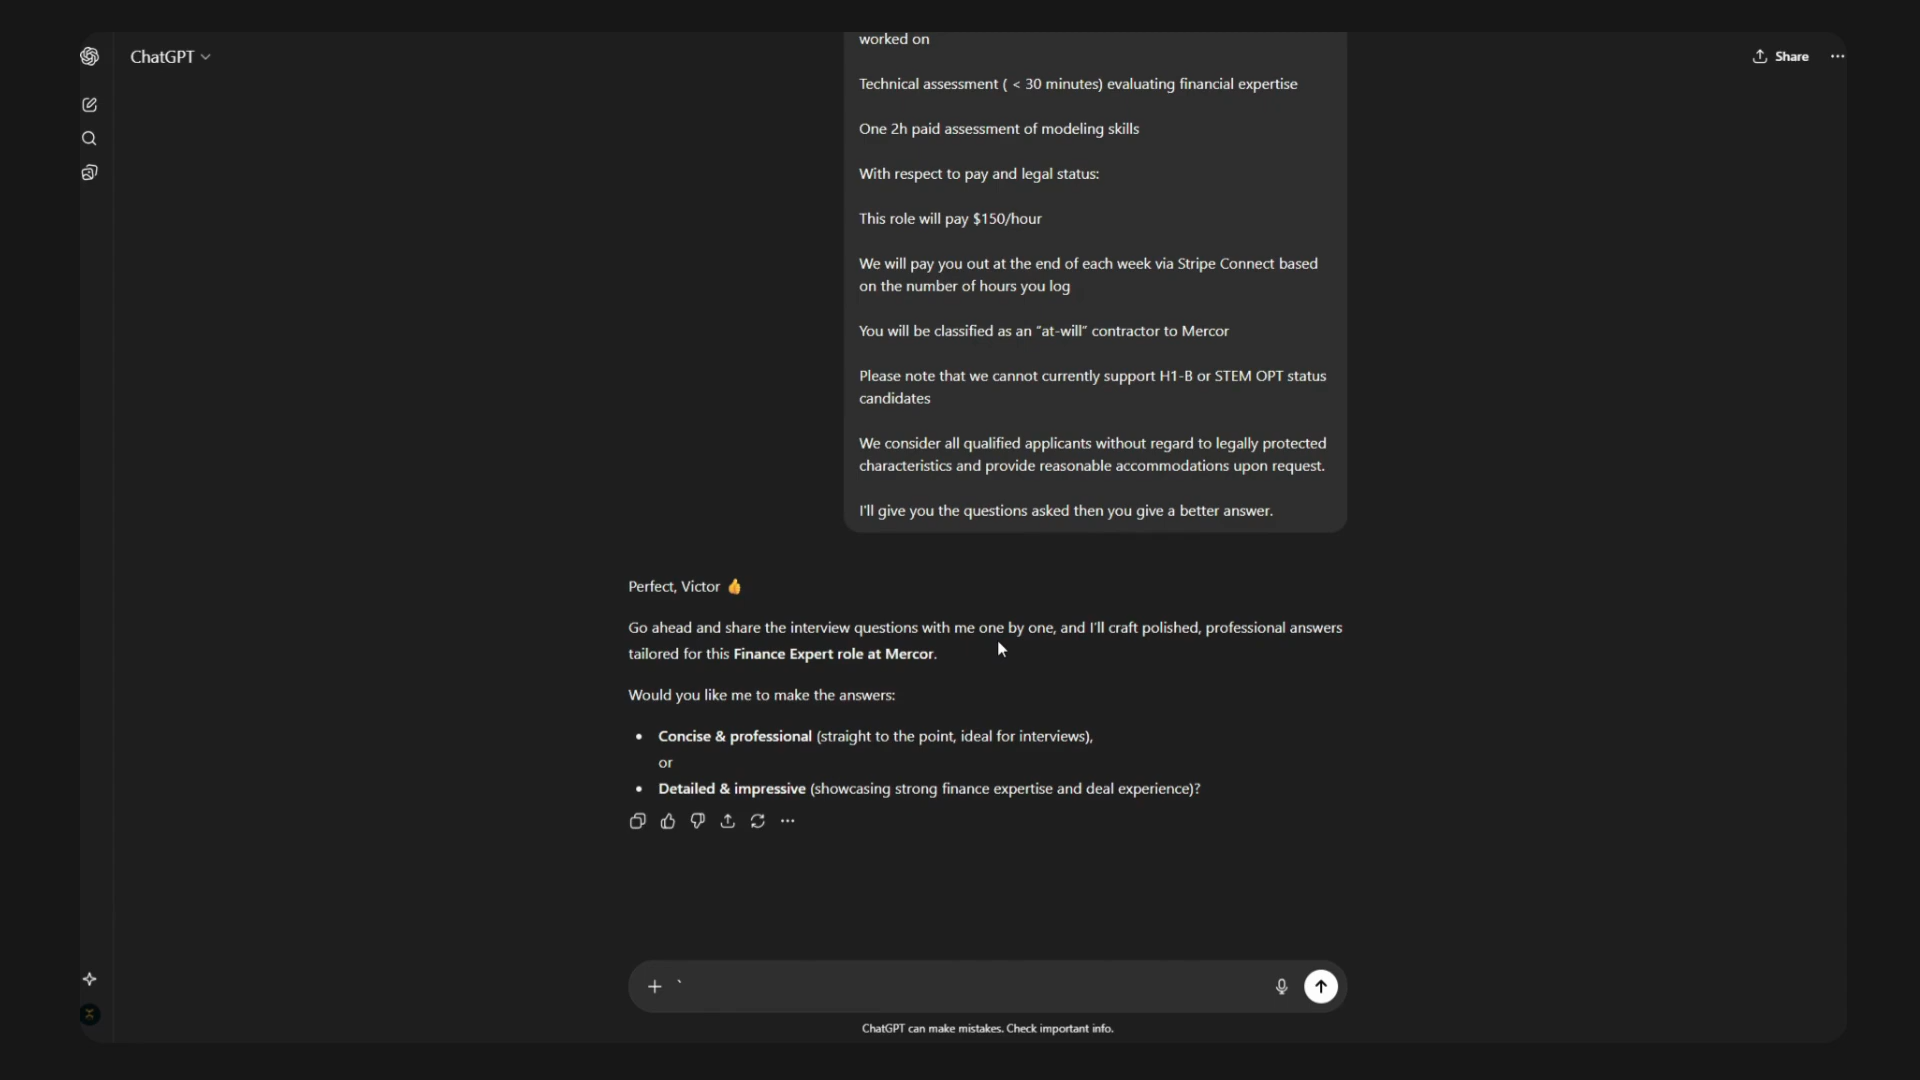 ChatGPT
Share
worked on
Technical assessment ( < 30 minutes) evaluating financial expertise
One 2h paid assessment of modeling skills
With respect to pay and legal status:
This role will pay $150/hour
We will pay you out at the end of each week via Stripe Connect based
on the number of hours you log
You will be classified as an “at-will” contractor to Mercor
Please note that we cannot currently support H1-B or STEM OPT status
candidates
We consider all qualified applicants without regard to legally protected
characteristics and provide reasonable accommodations upon request.
I'll give you the questions asked then you give a better answer.
Perfect, Victor 👍
Go ahead and share the interview questions with me one by one, and I'll craft polished, professional answers
tailored for this Finance Expert role at Mercor.
Would you like me to make the answers:
• Concise & professional (straight to the point, ideal for interviews),
or
• Detailed & impressive (showcasing strong finance expertise and deal experience)?
`
ChatGPT can make mistakes. Check important info.